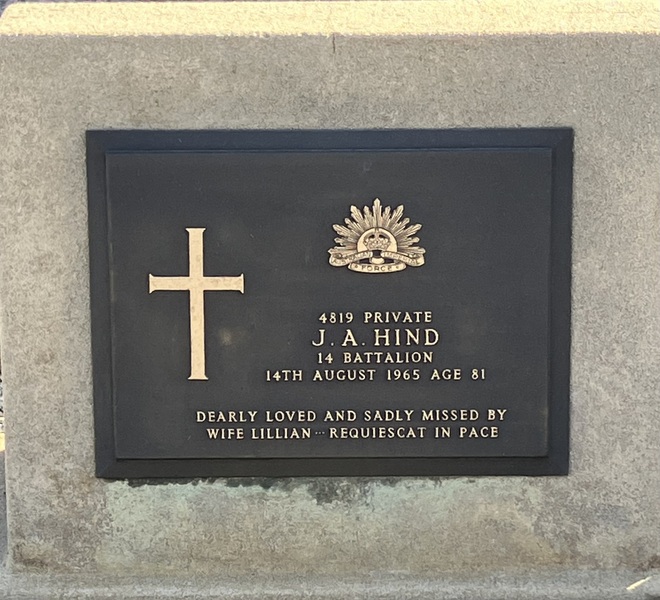 FORCE
4819 PRIVATE
J. A. HIND
14 BATTALION
14TH AUGUST 1965 AGE 81
DEARLY LOVED AND SADLY MISSED BY
WIFE LILLIAN ··· REQUIESCAT IN PACE